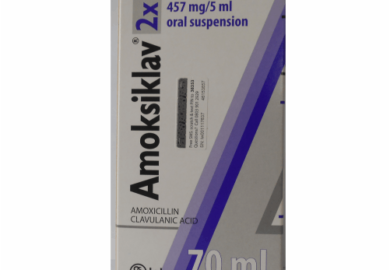 457 mg/5 ml
oral suspension
Amoksiklav® 2x
AMOXICILLIN
CLAVULANIC ACID
70 ml